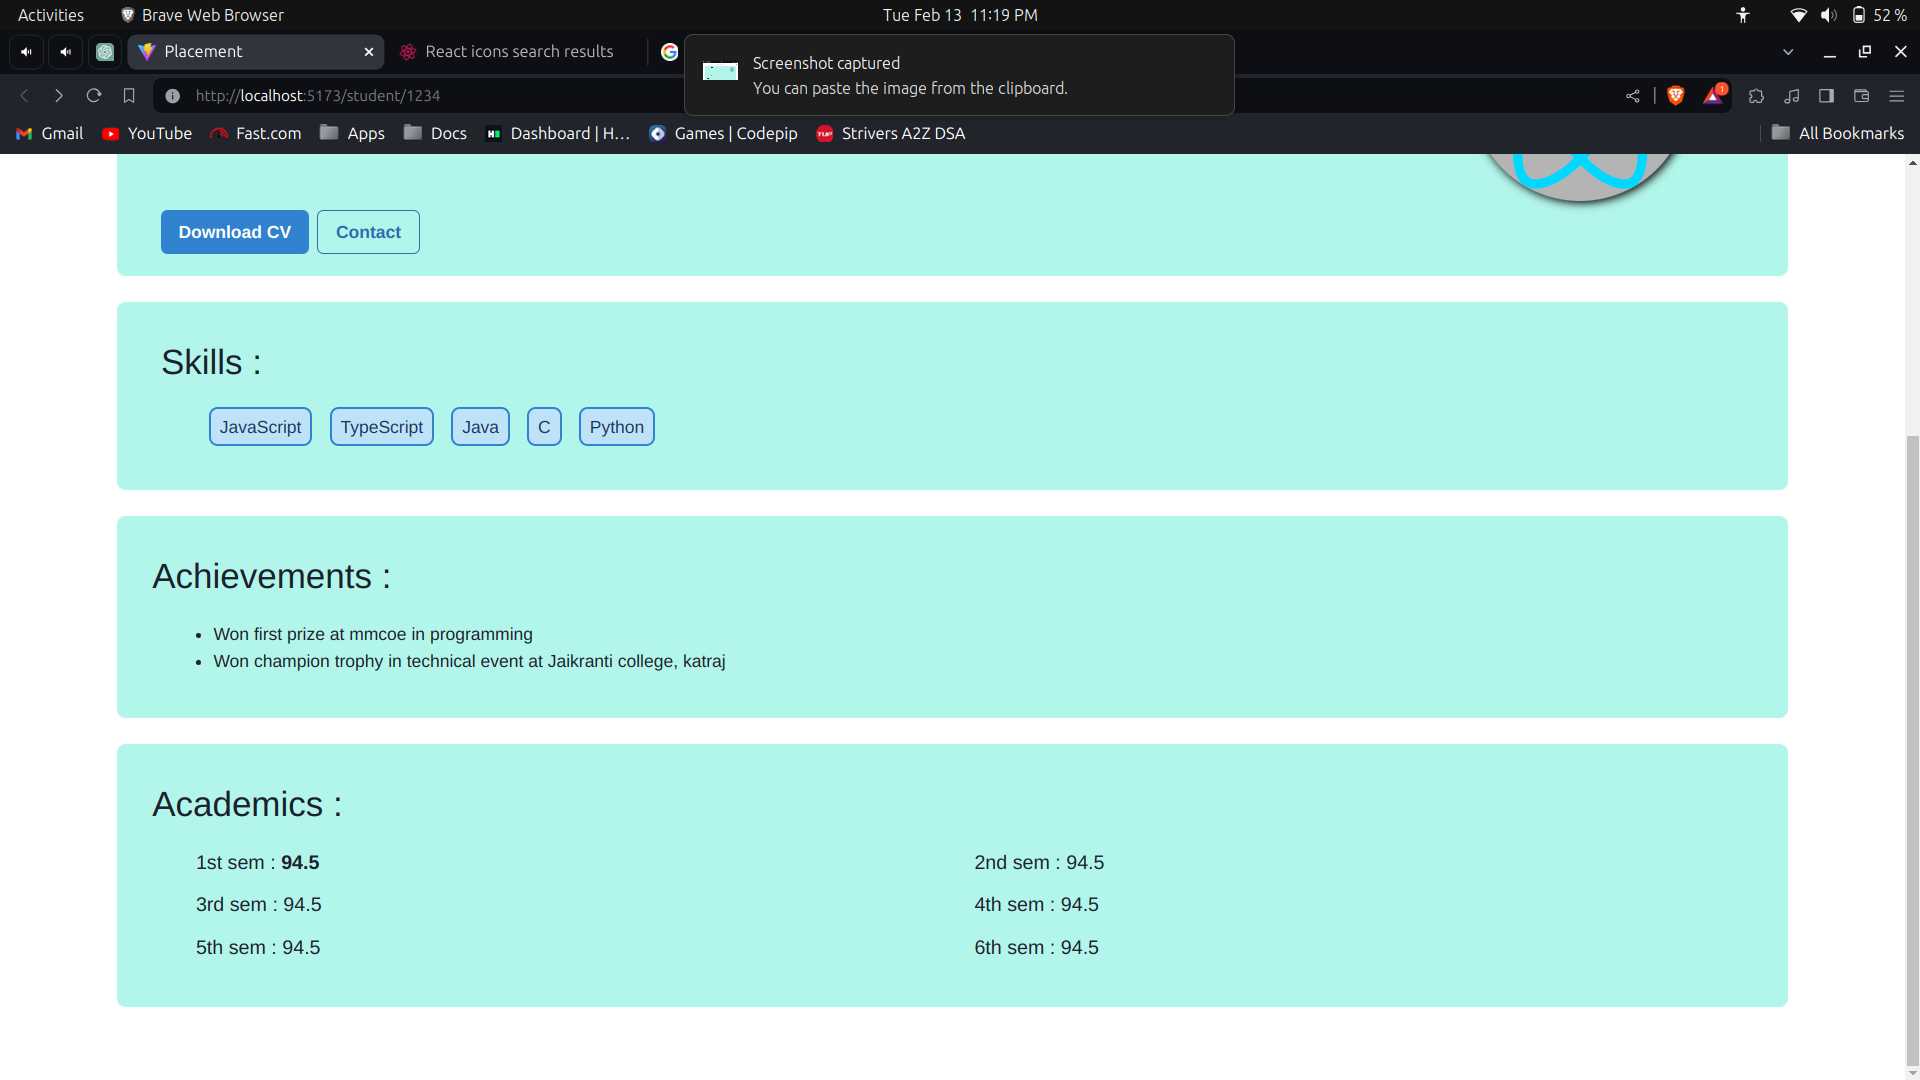 Activities
Brave Web Browser
Tue Feb 13 11:19 PM
52 %
Placement
React icons search results
Screenshot captured
You can paste the image from the clipboard.
http://localhost:5173/student/1234
1
Gmail
YouTube
Fast.com
Apps
Docs
Dashboard | H...
Games | Codepip
Strivers A2Z DSA
All Bookmarks
Download CV
Contact
Skills :
JavaScript
TypeScript
Java
C
Python
Achievements :
• Won first prize at mmcoe in programming
• Won champion trophy in technical event at Jaikranti college, katraj
Academics :
1st sem : 94.5
2nd sem : 94.5
3rd sem : 94.5
4th sem : 94.5
5th sem : 94.5
6th sem : 94.5